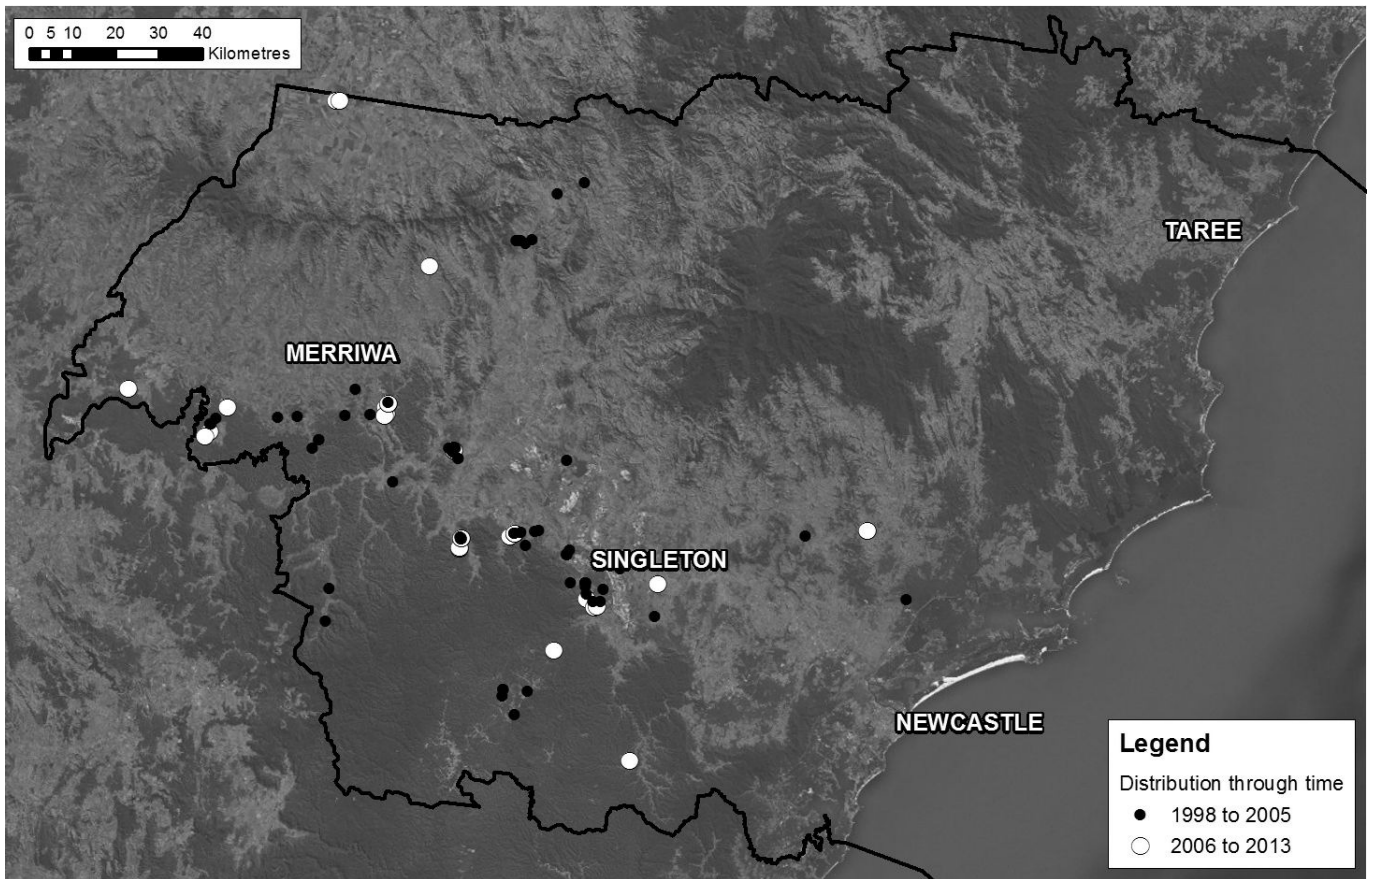 0 5 10 20 30 40
Kilometres
TAREE
MERRIWA
SINGLETON
NEWCASTLE
Legend
Distribution through time
1998 to 2005
2006 to 2013